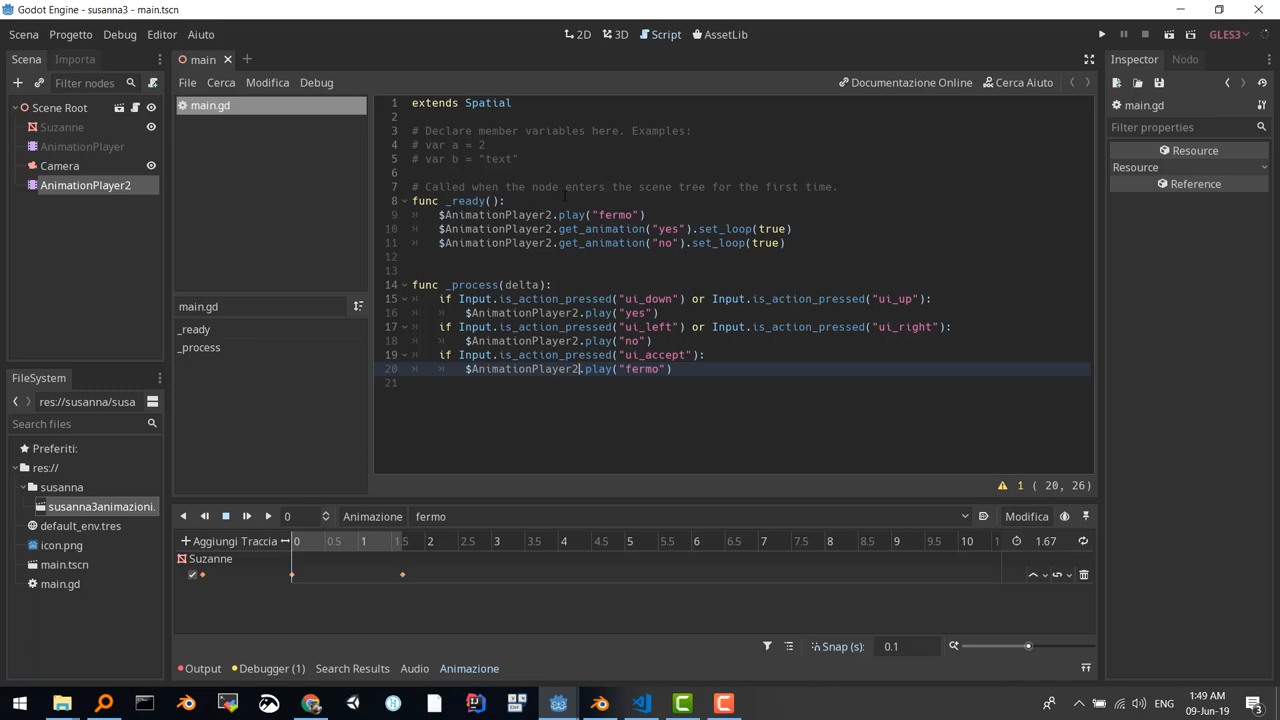 Godot Engine - susanna3 - main.tscn
Scena Progetto Debug Editor Aiuto
2D 3D Script AssetLib
GLES3
Scena Importa
main
Inspector Nodo
Filter nodes
File Cerca Modifica Debug
Documentazione Online Cerca Aiuto
Scene Root
Suzanne
AnimationPlayer
Camera
AnimationPlayer2
main.gd
main.gd
Filter properties
Resource
Resource
Reference
1 extends Spatial
2
3 # Declare member variables here. Examples:
4 # var a = 2
5 # var b = "text"
6
7 # Called when the node enters the scene tree for the first time.
8 func _ready():
9 $AnimationPlayer2.play("fermo")
10 $AnimationPlayer2.get_animation("yes").set_loop(true)
11 $AnimationPlayer2.get_animation("no").set_loop(true)
12
13
14 func _process(delta):
15 if Input.is_action_pressed("ui_down") or Input.is_action_pressed("ui_up"):
16 $AnimationPlayer2.play("yes")
17 if Input.is_action_pressed("ui_left") or Input.is_action_pressed("ui_right"):
18 $AnimationPlayer2.play("no")
19 if Input.is_action_pressed("ui_accept"):
20 $AnimationPlayer2.play("fermo")
21
main.gd
_ready
_process
1 ( 20, 26)
FileSystem
res://susanna/susa
Search files
Preferiti:
res://
susanna
susanna3animazioni.
default_env.tres
icon.png
main.tscn
main.gd
0 Animazione fermo Modifica
Aggiungi Traccia 0 0.5 1 1.5 2 2.5 3 3.5 4 4.5 5 5.5 6 6.5 7 7.5 8 8.5 9 9.5 10 1.67
Suzanne
Snap (s): 0.1
Output Debugger (1) Search Results Audio Animazione
ENG
1:49 AM
09-Jun-19
3